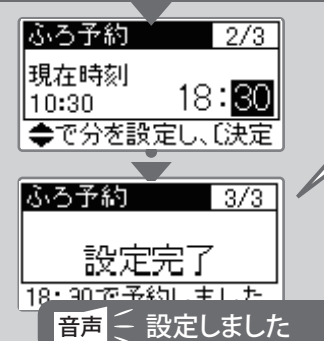 ふろ予約 2/3
現在時刻
10:30 18:30
で分を設定し、〔決定
ふろ予約 3/3
設定完了
18:30で予約しました
音声 設定しました